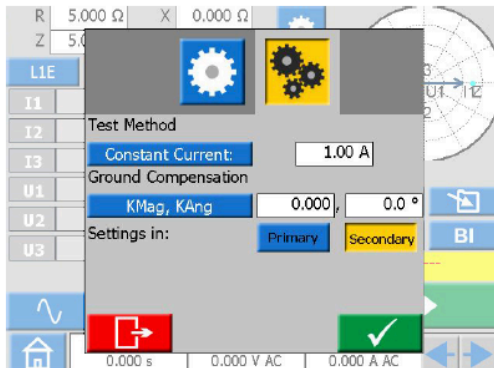 R 5.000 Ω X 0.000 Ω
Z 5.0
L1E
I1
I2
I3
U1
U2
U3
Test Method
Constant Current: 1.00 A
Ground Compensation
KMag, KAng 0.000, 0.0 °
Settings in: Primary Secondary
U1
BI
0.000 s 0.000 V AC 0.000 A AC